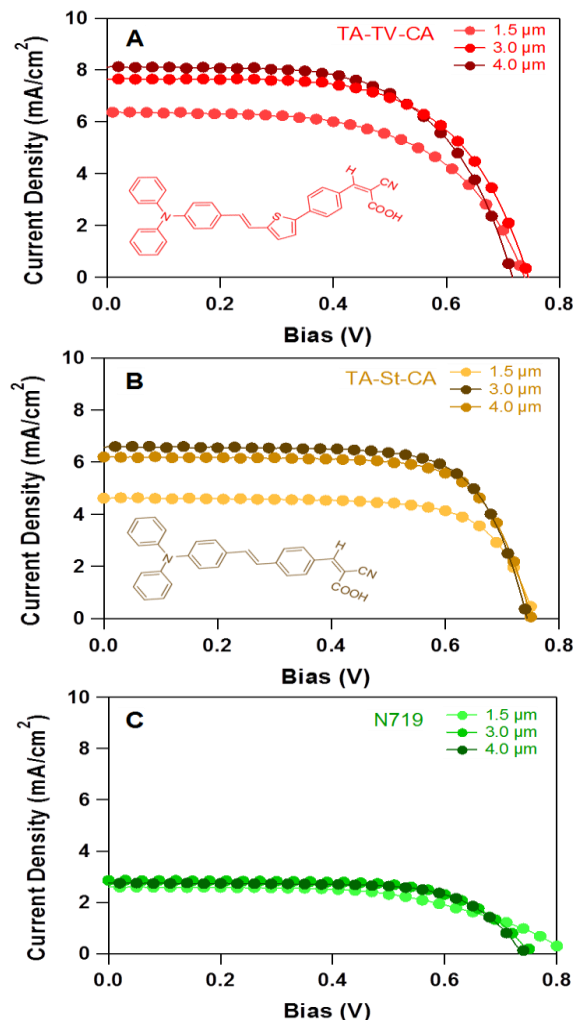 A
TA-TV-CA
1.5 µm
3.0 µm
4.0 µm
10
8
6
4
2
0
Current Density (mA/cm²)
N
S
H
CN
COOH
0.0
0.2
0.4
0.6
0.8
Bias (V)
B
TA-St-CA
1.5 µm
3.0 µm
4.0 µm
10
8
6
4
2
0
Current Density (mA/cm²)
N
H
CN
COOH
0.0
0.2
0.4
0.6
0.8
Bias (V)
C
N719
1.5 µm
3.0 µm
4.0 µm
10
8
6
4
2
0
Current Density (mA/cm²)
0.0
0.2
0.4
0.6
0.8
Bias (V)